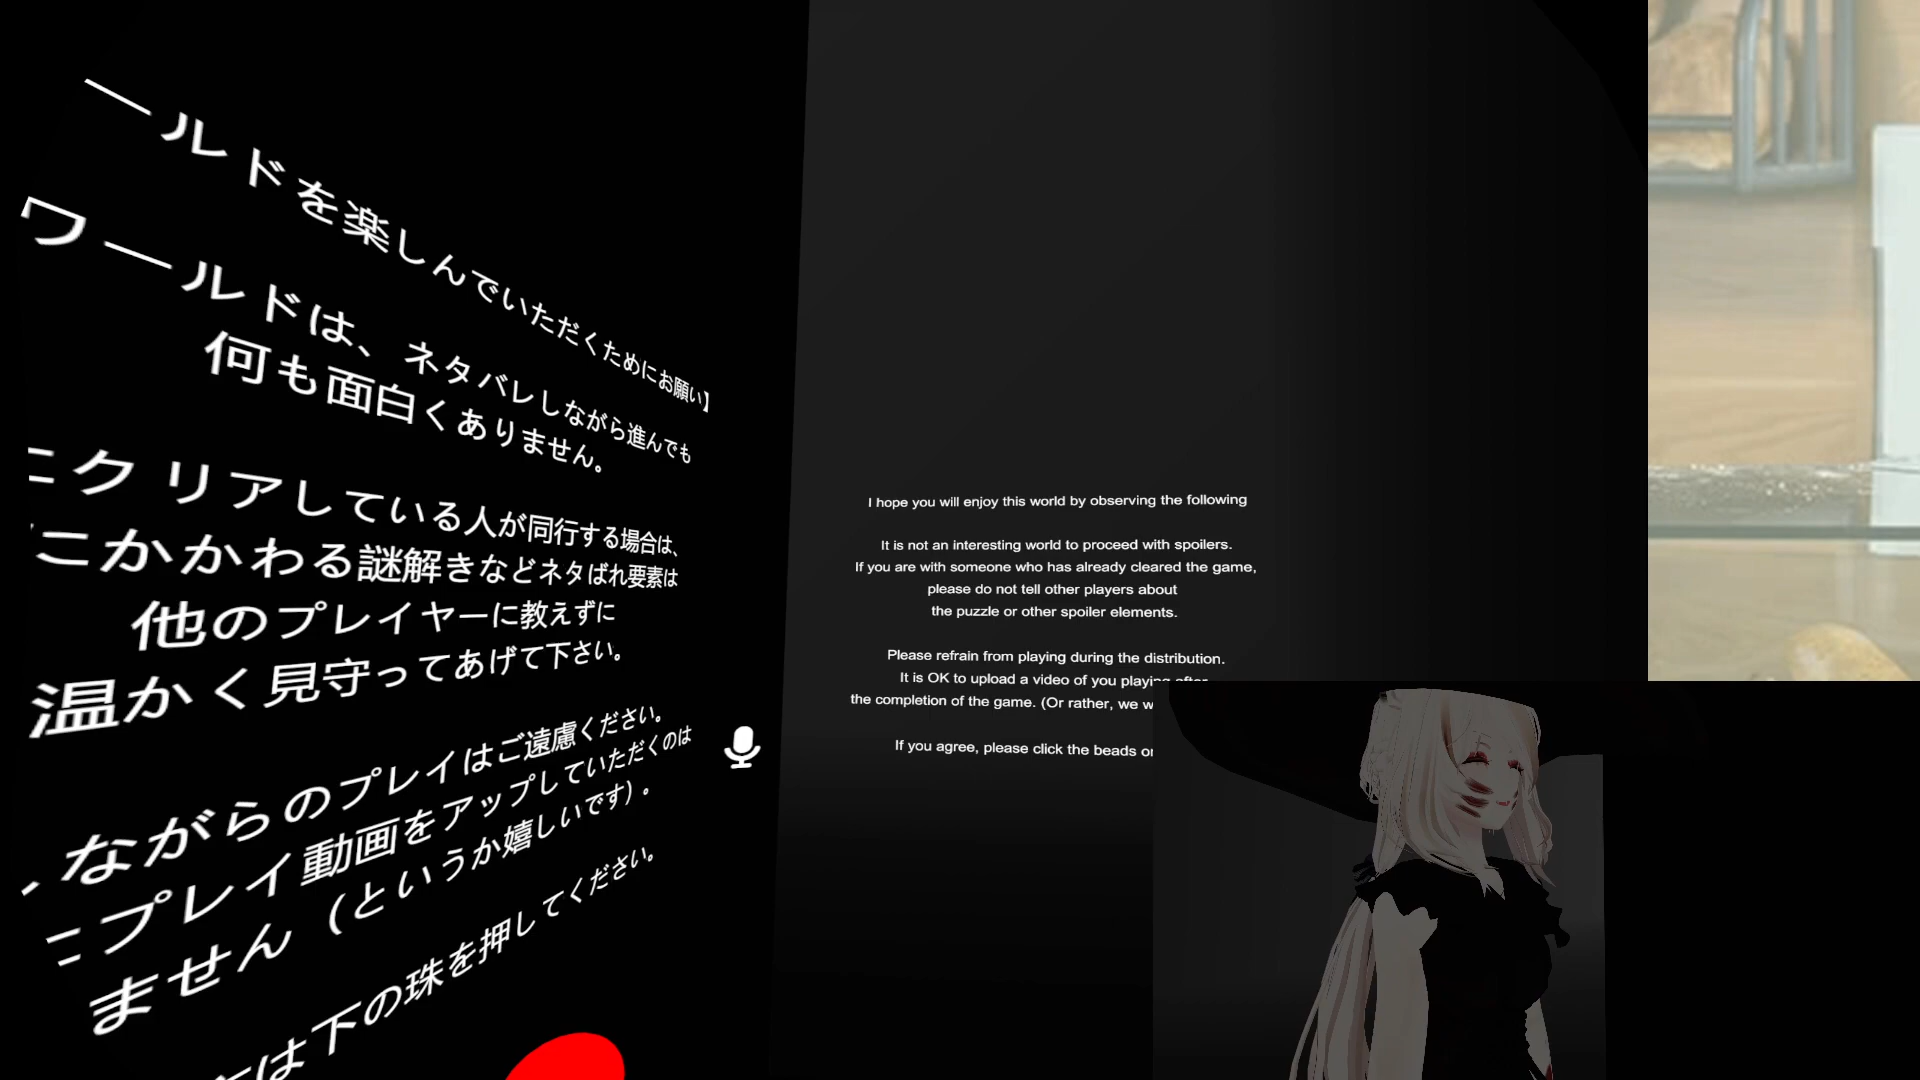 ールドを楽しんでいただくためにお願い】
ワールドは、ネタバレしながら進んでも
何も面白くありません。
クリアしている人が同行する場合は、
こかかわる謎解きなどネタばれ要素は
他のプレイヤーに教えずに
温かく見守ってあげて下さい。
ながらのプレイはご遠慮ください。
プレイ動画をアップしていただくのは
ません（というか嬉しいです）。
は下の珠を押してください。
I hope you will enjoy this world by observing the following
It is not an interesting world to proceed with spoilers.
If you are with someone who has already cleared the game,
please do not tell other players about
the puzzle or other spoiler elements.
Please refrain from playing during the distribution.
It is OK to upload a video of you playing after
the completion of the game. (Or rather, we w
If you agree, please click the beads or